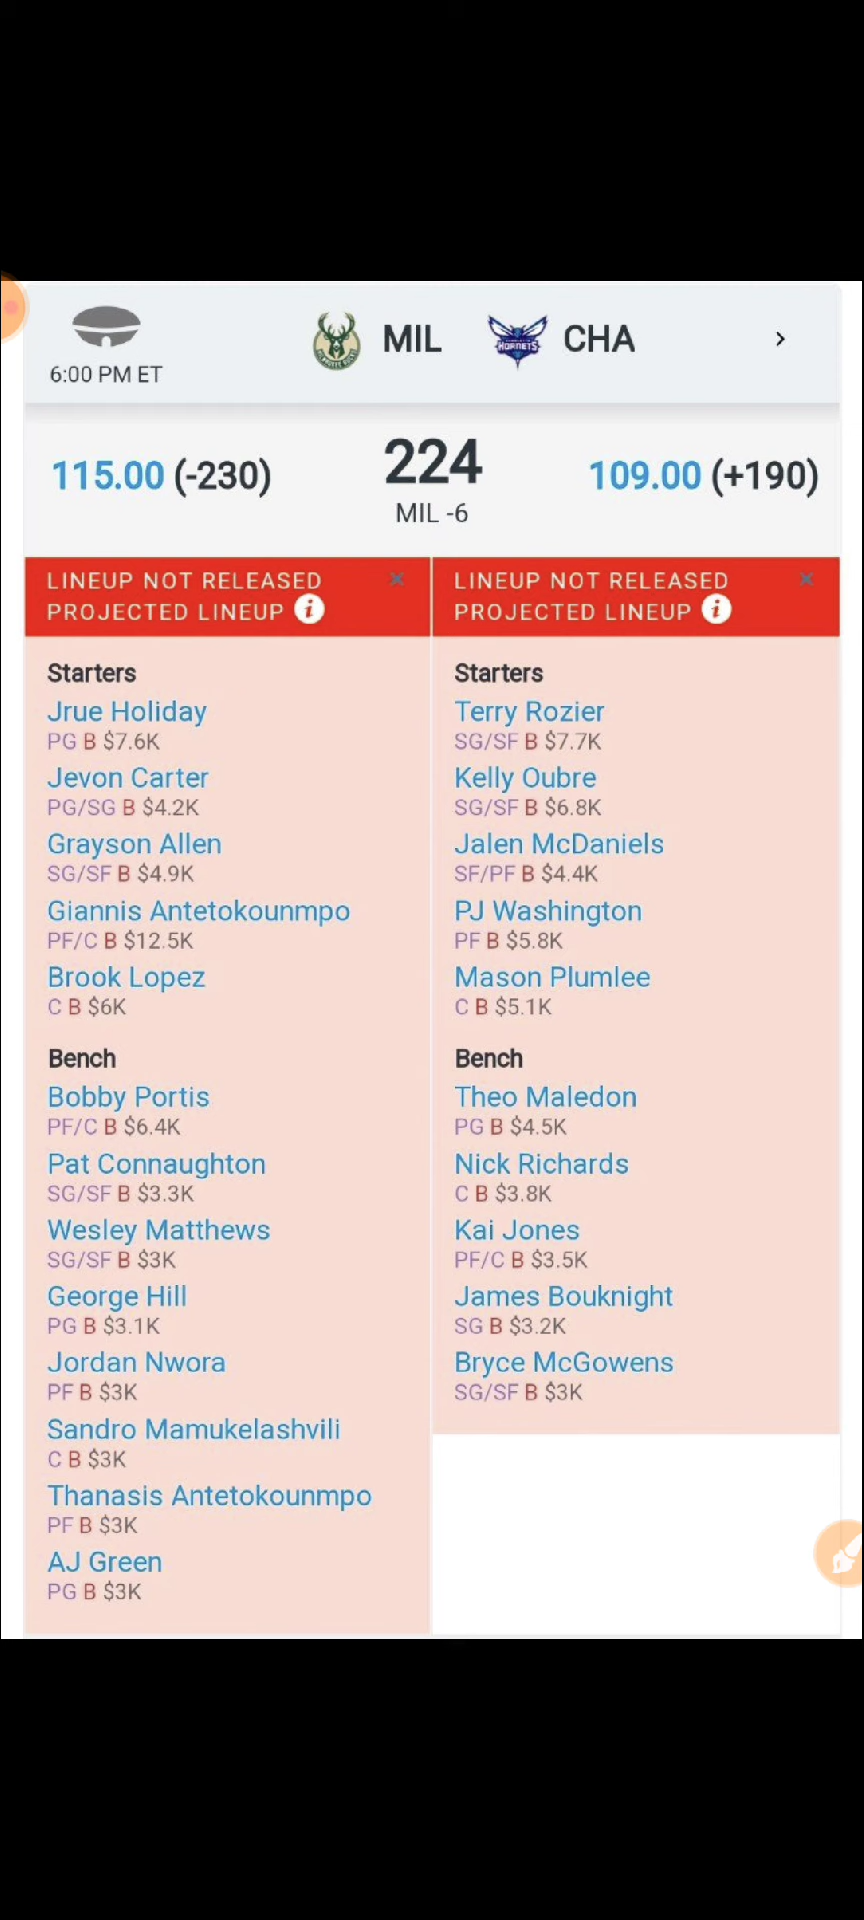 MIL CHA
6:00 PM ET
115.00 (-230) 224 109.00 (+190)
MIL -6
LINEUP NOT RELEASED
PROJECTED LINEUP i
Starters
Jrue Holiday
PG B $7.6K
Jevon Carter
PG/SG B $4.2K
Grayson Allen
SG/SF B $4.9K
Giannis Antetokounmpo
PF/C B $12.5K
Brook Lopez
C B $6K
Bench
Bobby Portis
PF/C B $6.4K
Pat Connaughton
SG/SF B $3.3K
Wesley Matthews
SG/SF B $3K
George Hill
PG B $3.1K
Jordan Nwora
PF B $3K
Sandro Mamukelashvili
C B $3K
Thanasis Antetokounmpo
PF B $3K
AJ Green
PG B $3K
LINEUP NOT RELEASED
PROJECTED LINEUP i
Starters
Terry Rozier
SG/SF B $7.7K
Kelly Oubre
SG/SF B $6.8K
Jalen McDaniels
SF/PF B $4.4K
PJ Washington
PF B $5.8K
Mason Plumlee
C B $5.1K
Bench
Theo Maledon
PG B $4.5K
Nick Richards
C B $3.8K
Kai Jones
PF/C B $3.5K
James Bouknight
SG B $3.2K
Bryce McGowens
SG/SF B $3K